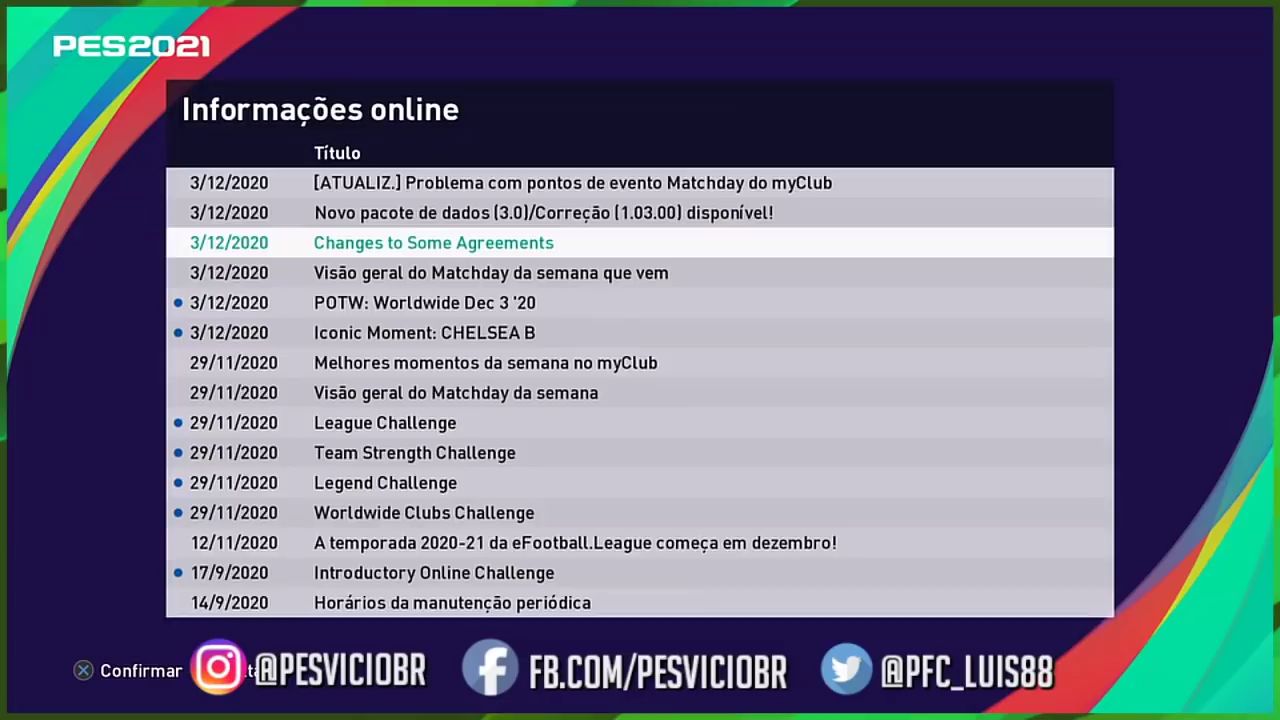 PES2021
Informações online
Título
3/12/2020 [ATUALIZ.] Problema com pontos de evento Matchday do myClub
3/12/2020 Novo pacote de dados (3.0)/Correção (1.03.00) disponível!
3/12/2020 Changes to Some Agreements
3/12/2020 Visão geral do Matchday da semana que vem
3/12/2020 POTW: Worldwide Dec 3 '20
3/12/2020 Iconic Moment: CHELSEA B
29/11/2020 Melhores momentos da semana no myClub
29/11/2020 Visão geral do Matchday da semana
29/11/2020 League Challenge
29/11/2020 Team Strength Challenge
29/11/2020 Legend Challenge
29/11/2020 Worldwide Clubs Challenge
12/11/2020 A temporada 2020-21 da eFootball.League começa em dezembro!
17/9/2020 Introductory Online Challenge
14/9/2020 Horários da manutenção periódica
Confirmar @PESVICIOBR FB.COM/PESVICIOBR @PFC_LUIS88